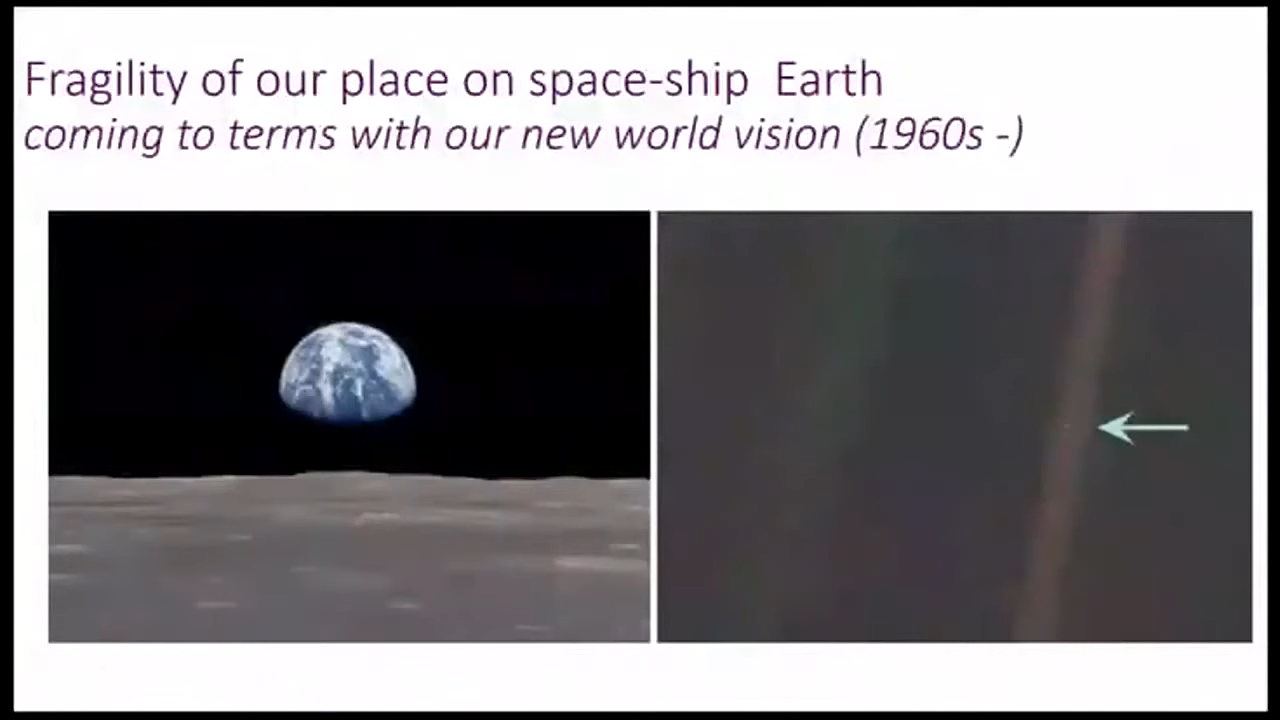 Fragility of our place on space-ship Earth
coming to terms with our new world vision (1960s -)